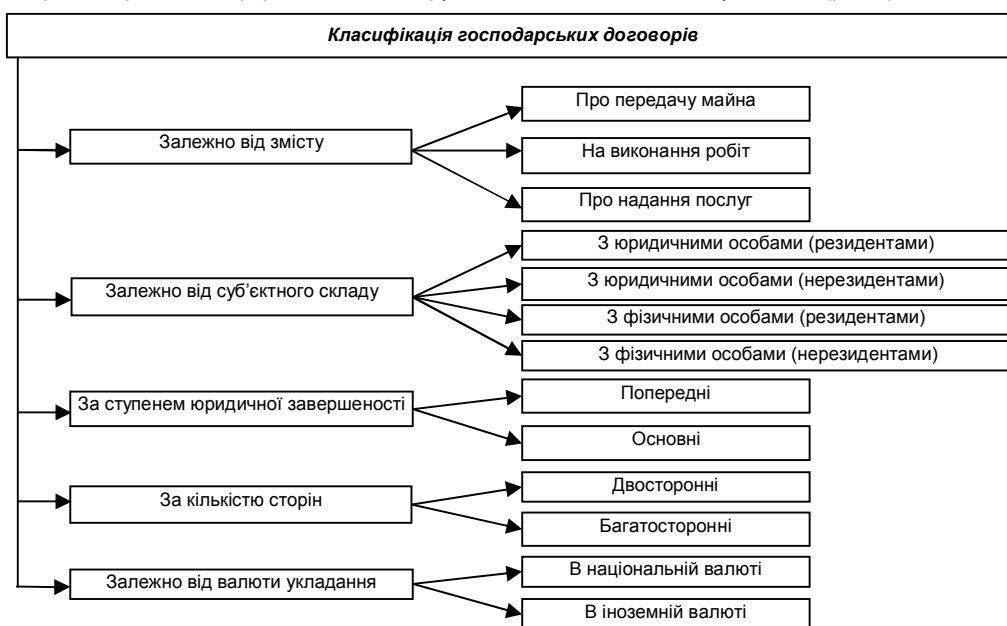 Класифікація господарських договорів
Залежно від змісту
Про передачу майна
На виконання робіт
Про надання послуг
Залежно від суб’єктного складу
З юридичними особами (резидентами)
З юридичними особами (нерезидентами)
З фізичними особами (резидентами)
З фізичними особами (нерезидентами)
За ступенем юридичної завершеності
Попередні
Основні
За кількістю сторін
Двосторонні
Багатосторонні
Залежно від валюти укладання
В національній валюті
В іноземній валюті